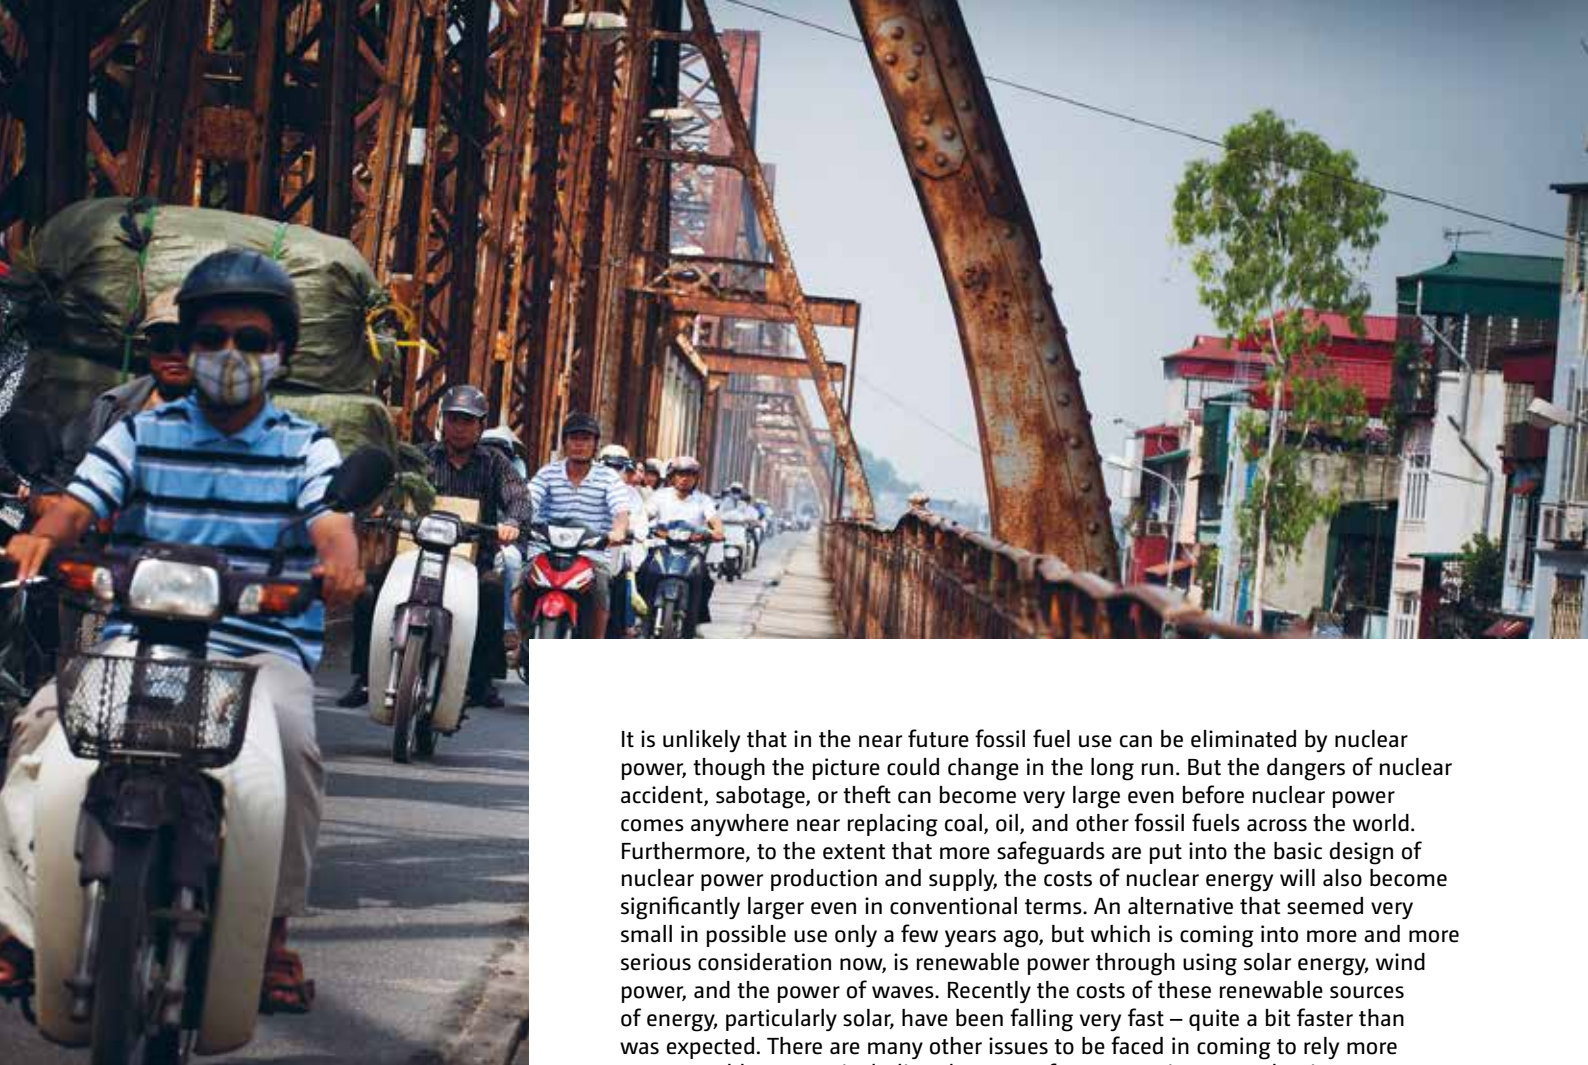 It is unlikely that in the near future fossil fuel use can be eliminated by nuclear
power, though the picture could change in the long run. But the dangers of nuclear
accident, sabotage, or theft can become very large even before nuclear power
comes anywhere near replacing coal, oil, and other fossil fuels across the world.
Furthermore, to the extent that more safeguards are put into the basic design of
nuclear power production and supply, the costs of nuclear energy will also become
significantly larger even in conventional terms. An alternative that seemed very
small in possible use only a few years ago, but which is coming into more and more
serious consideration now, is renewable power through using solar energy, wind
power, and the power of waves. Recently the costs of these renewable sources
of energy, particularly solar, have been falling very fast – quite a bit faster than
was expected. There are many other issues to be faced in coming to rely more